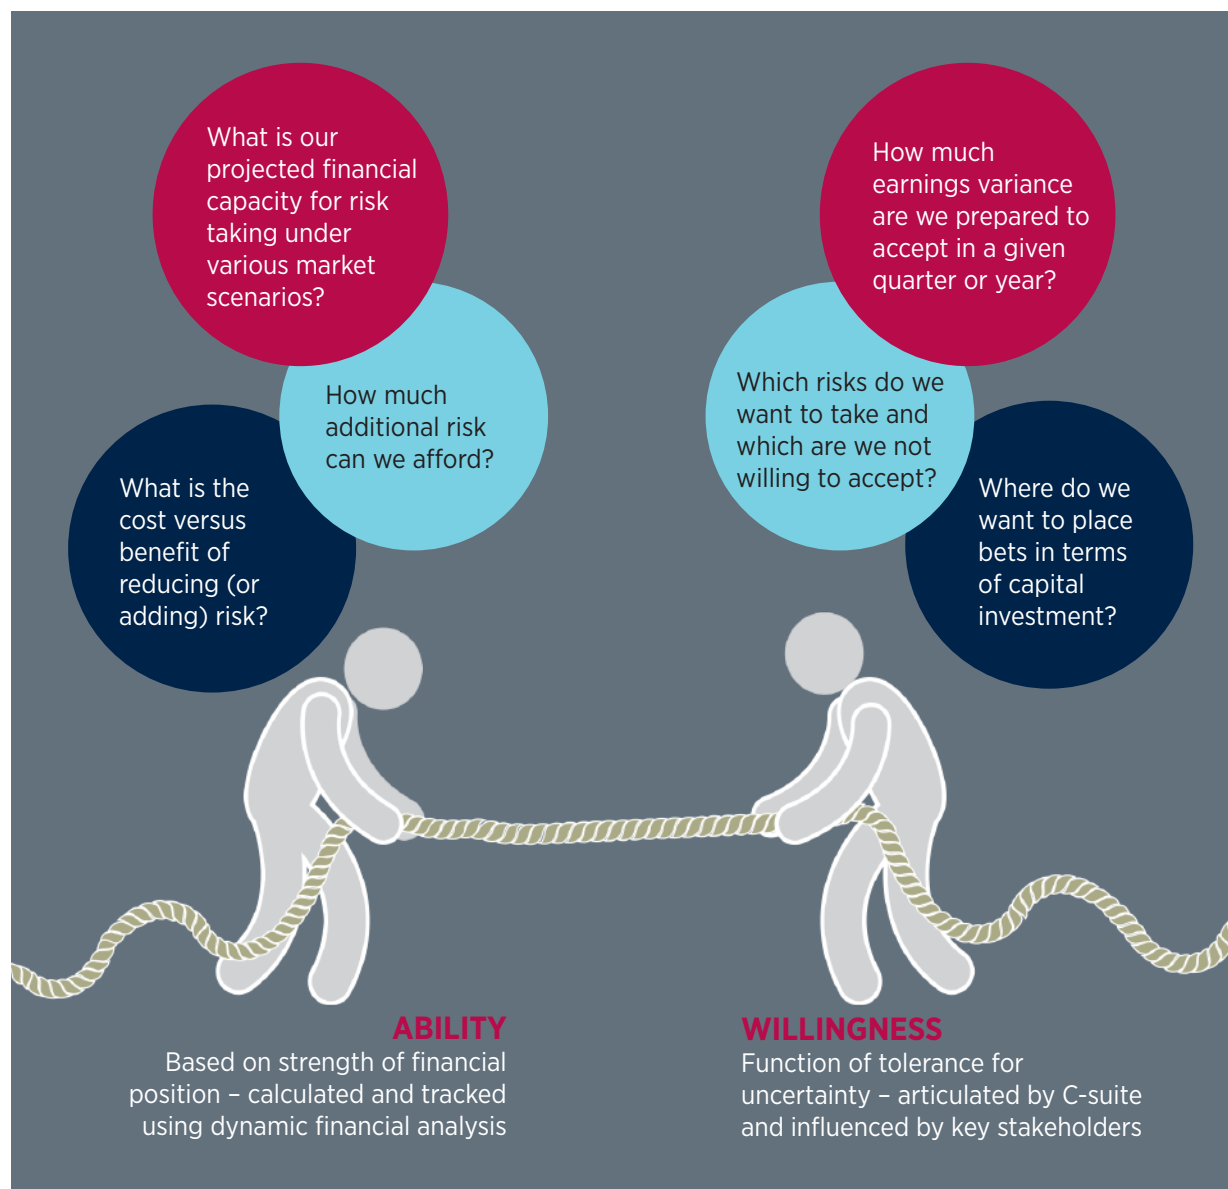 What is our
projected financial
capacity for risk
taking under
various market
scenarios?
How much
additional risk
can we afford?
What is the
cost versus
benefit of
reducing (or
adding) risk?
How much
earnings variance
are we prepared to
accept in a given
quarter or year?
Which risks do we
want to take and
which are we not
willing to accept?
Where do we
want to place
bets in terms
of capital
investment?
ABILITY
Based on strength of financial
position – calculated and tracked
using dynamic financial analysis
WILLINGNESS
Function of tolerance for
uncertainty – articulated by C-suite
and influenced by key stakeholders